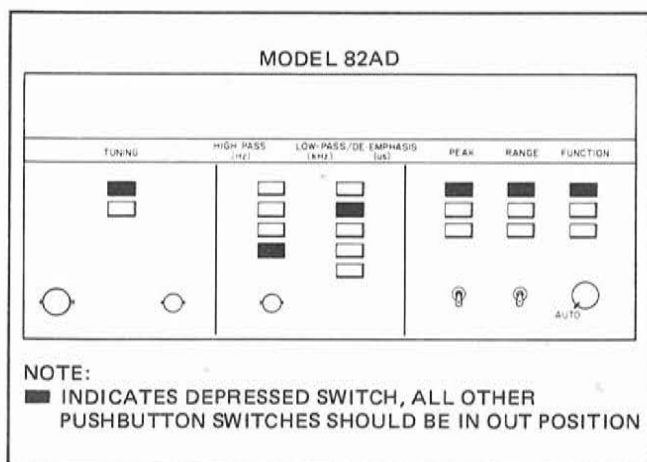 MODEL 82AD
TUNING HIGH PASS LOW-PASS/DE-EMPHASIS PEAK RANGE FUNCTION
(Hz) (kHz) (us)
AUTO
NOTE:
INDICATES DEPRESSED SWITCH, ALL OTHER
PUSHBUTTON SWITCHES SHOULD BE IN OUT POSITION